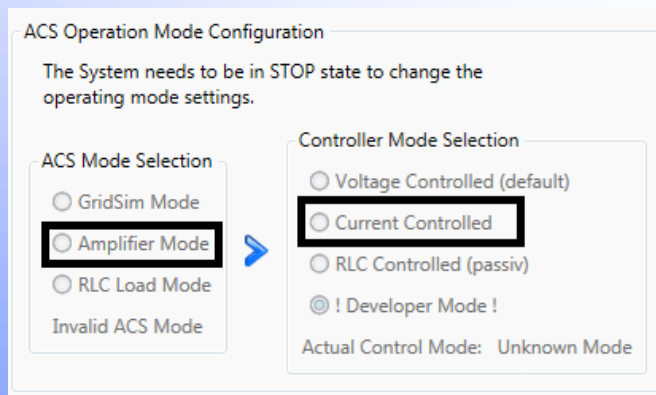 ACS Operation Mode Configuration
The System needs to be in STOP state to change the
operating mode settings.
ACS Mode Selection
GridSim Mode
Amplifier Mode
RLC Load Mode
Invalid ACS Mode
Controller Mode Selection
Voltage Controlled (default)
Current Controlled
RLC Controlled (passiv)
! Developer Mode !
Actual Control Mode: Unknown Mode